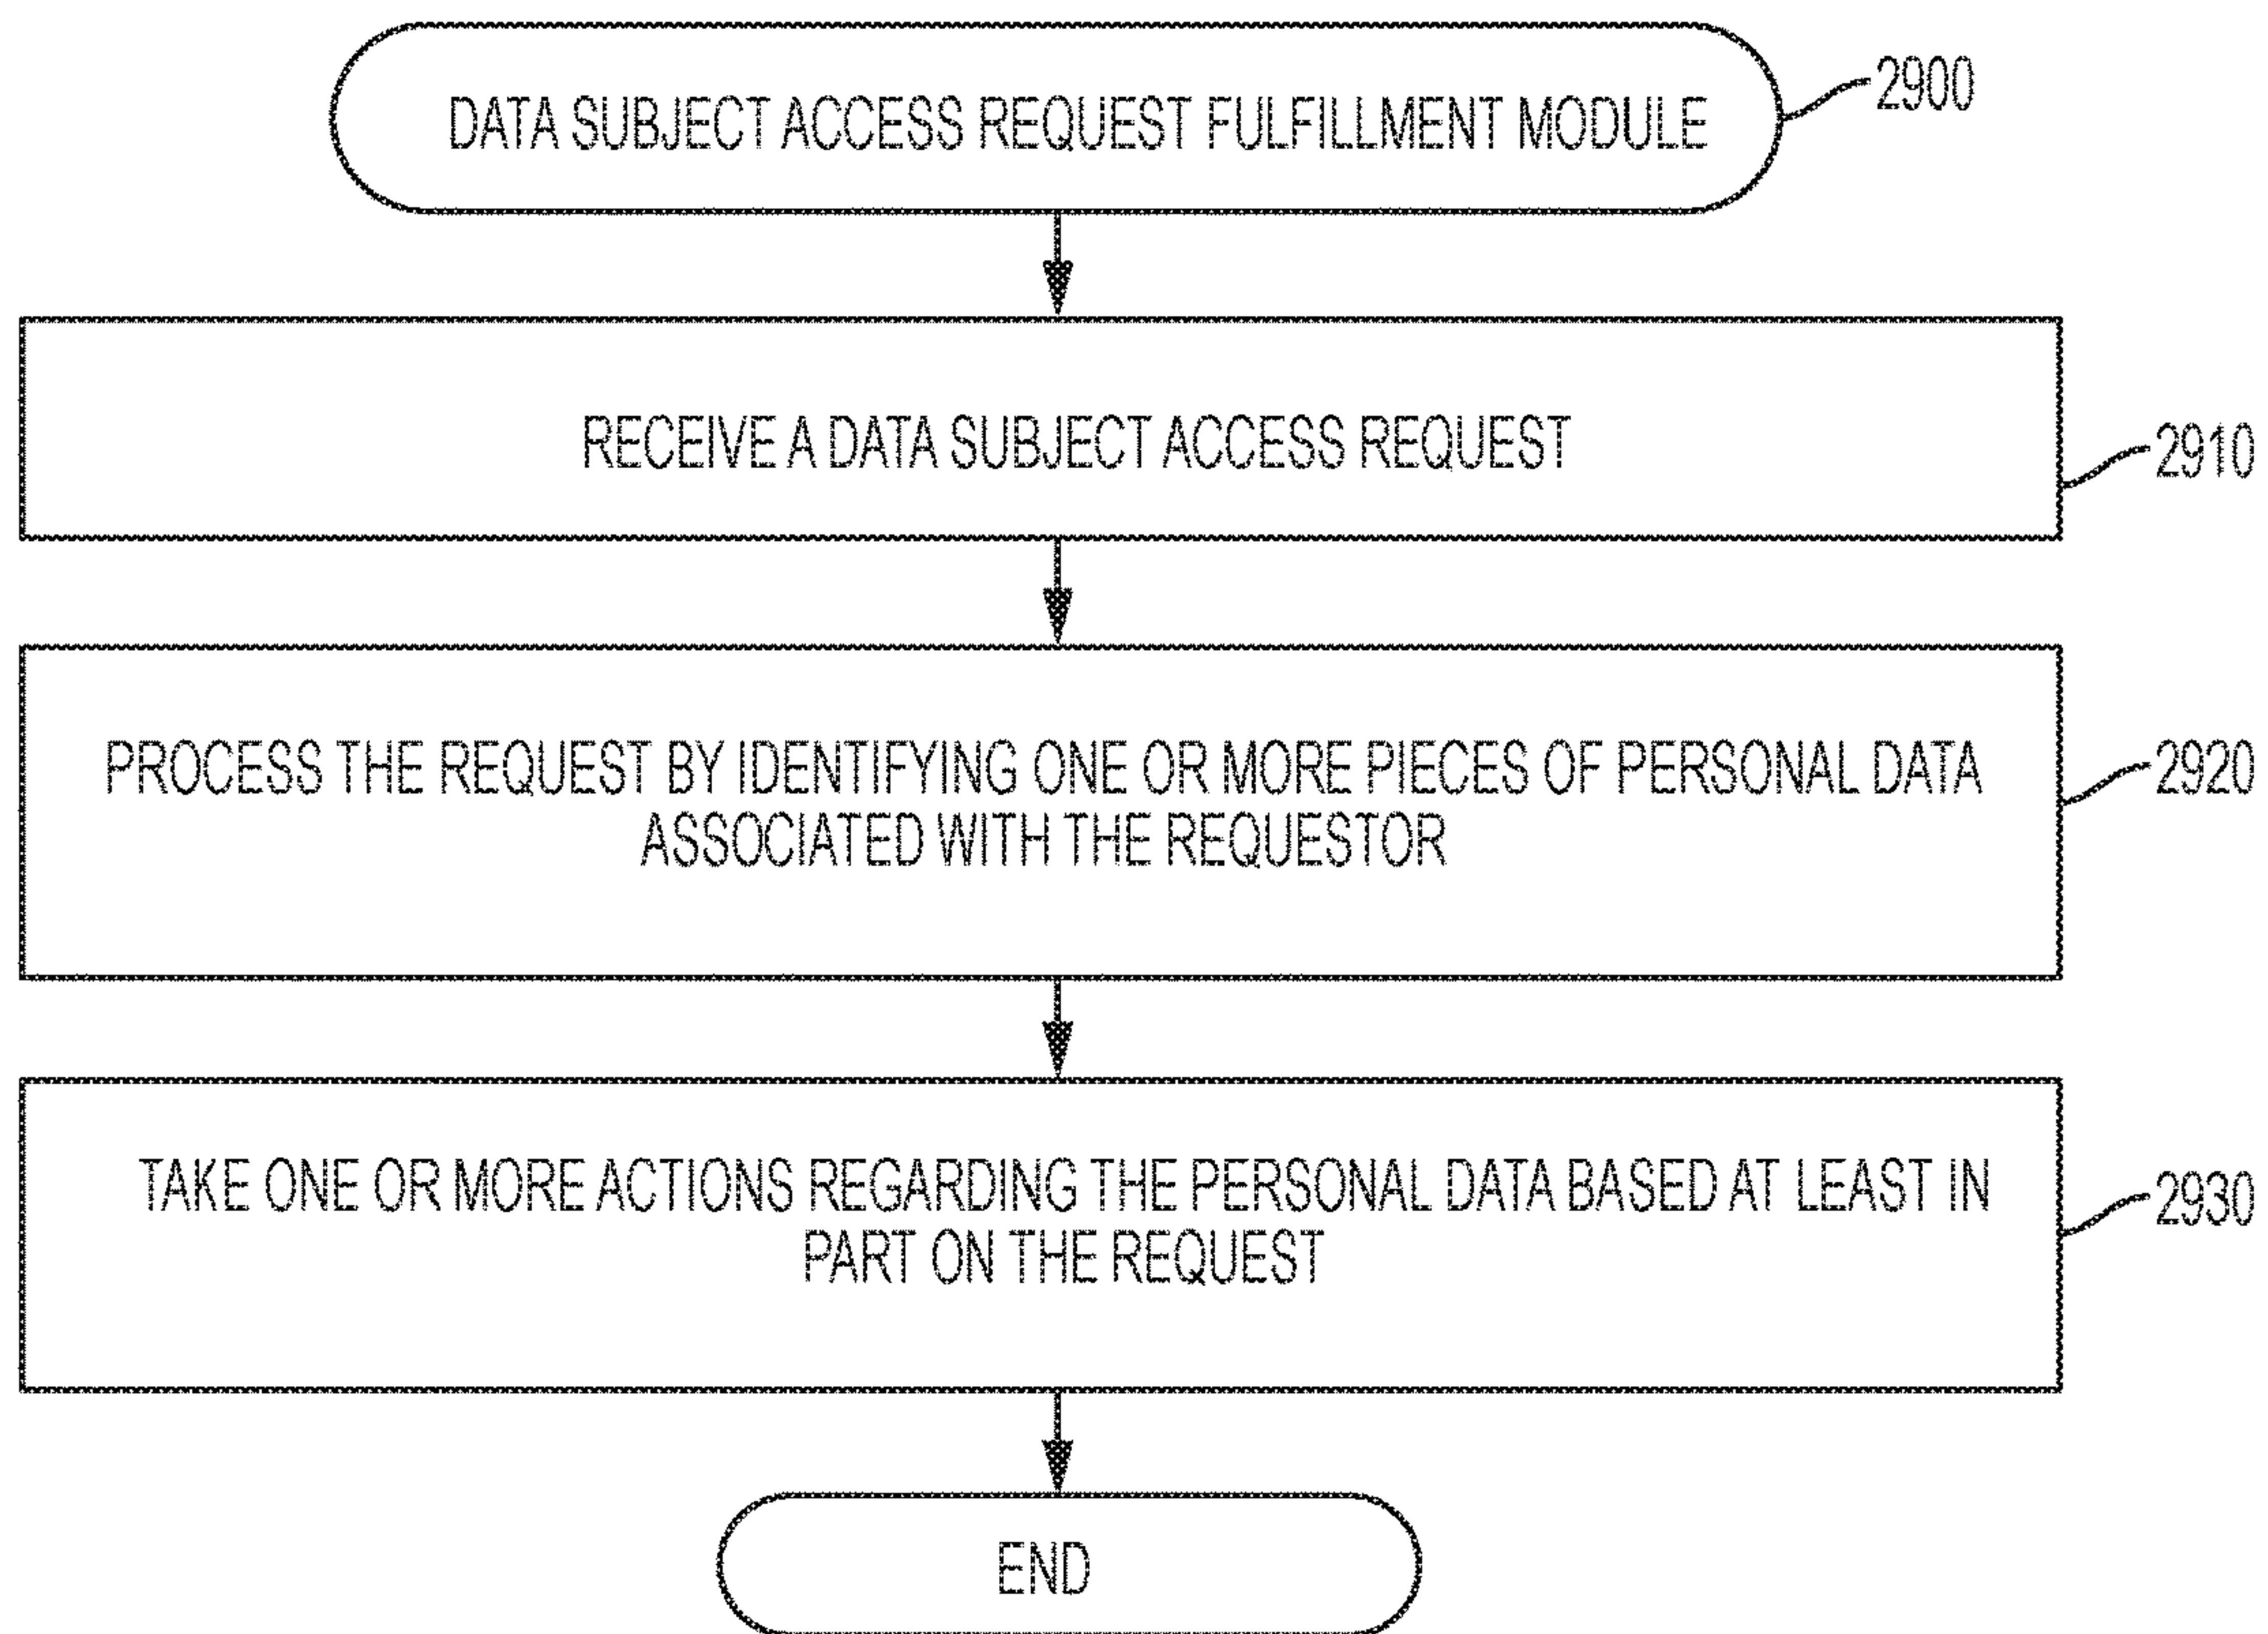 DATA SUBJECT ACCESS REQUEST FULFILLMENT MODULE
2900
RECEIVE A DATA SUBJECT ACCESS REQUEST
2910
PROCESS THE REQUEST BY IDENTIFYING ONE OR MORE PIECES OF PERSONAL DATA
ASSOCIATED WITH THE REQUESTOR
2920
TAKE ONE OR MORE ACTIONS REGARDING THE PERSONAL DATA BASED AT LEAST IN
PART ON THE REQUEST
2930
END